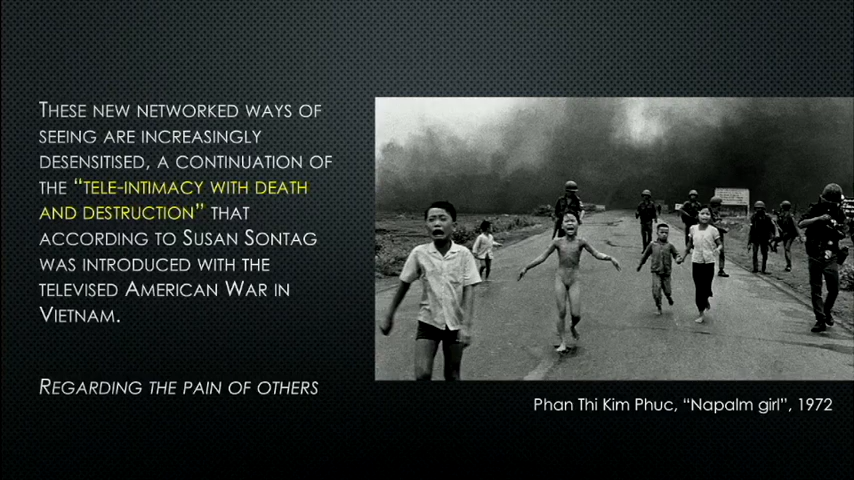 These new networked ways of
seeing are increasingly
desensitised, a continuation of
the “tele-intimacy with death
and destruction” that
according to Susan Sontag
was introduced with the
televised American War in
Vietnam.
Regarding the pain of others
Phan Thi Kim Phuc, “Napalm girl”, 1972